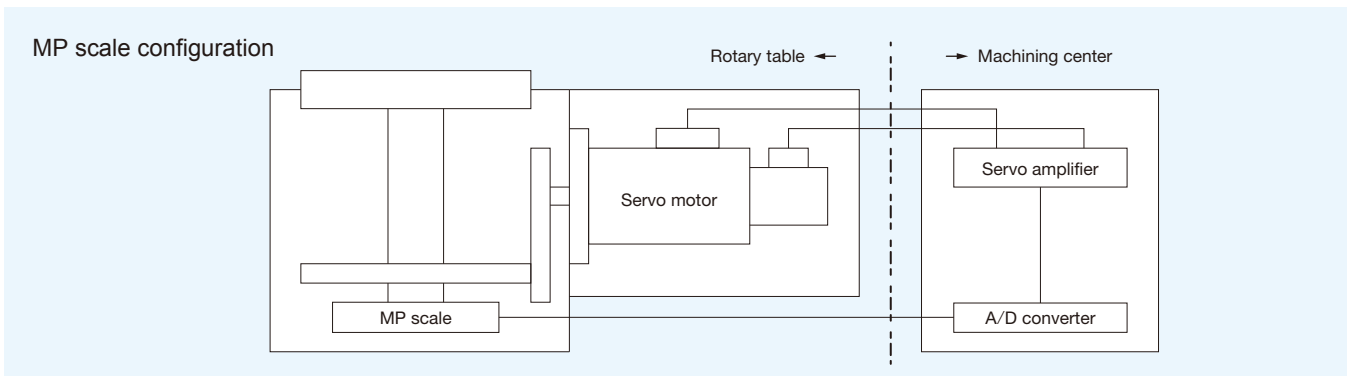 MP scale configuration
Rotary table ←
→ Machining center
Servo amplifier
Servo motor
MP scale
A/D converter